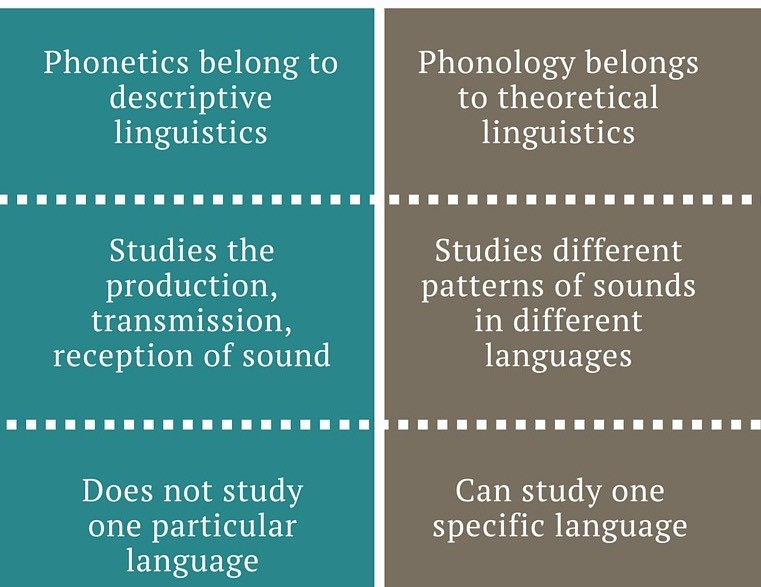 Phonetics belong to
descriptive
linguistics
Phonology belongs
to theoretical
linguistics
Studies the
production,
transmission,
reception of sound
Studies different
patterns of sounds
in different
languages
Does not study
one particular
language
Can study one
specific language